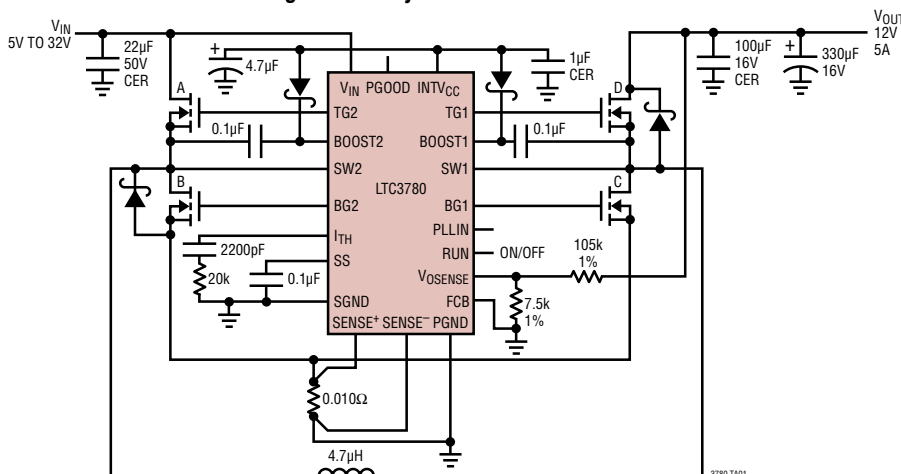 VIN
5V TO 32V
22µF
50V
CER
+
4.7µF
1µF
CER
100µF
16V
CER
+
330µF
16V
VOUT
12V
5A
A
B
C
D
0.1µF
0.1µF
VIN PGOOD INTVCC
TG2
BOOST2
SW2
BG2
ITH
SS
SGND
SENSE+ SENSE− PGND
LTC3780
TG1
BOOST1
SW1
BG1
PLLIN
RUN
VOSENSE
FCB
ON/OFF
105k
1%
7.5k
1%
2200pF
20k
0.1µF
0.010Ω
4.7µH
3780 TA01